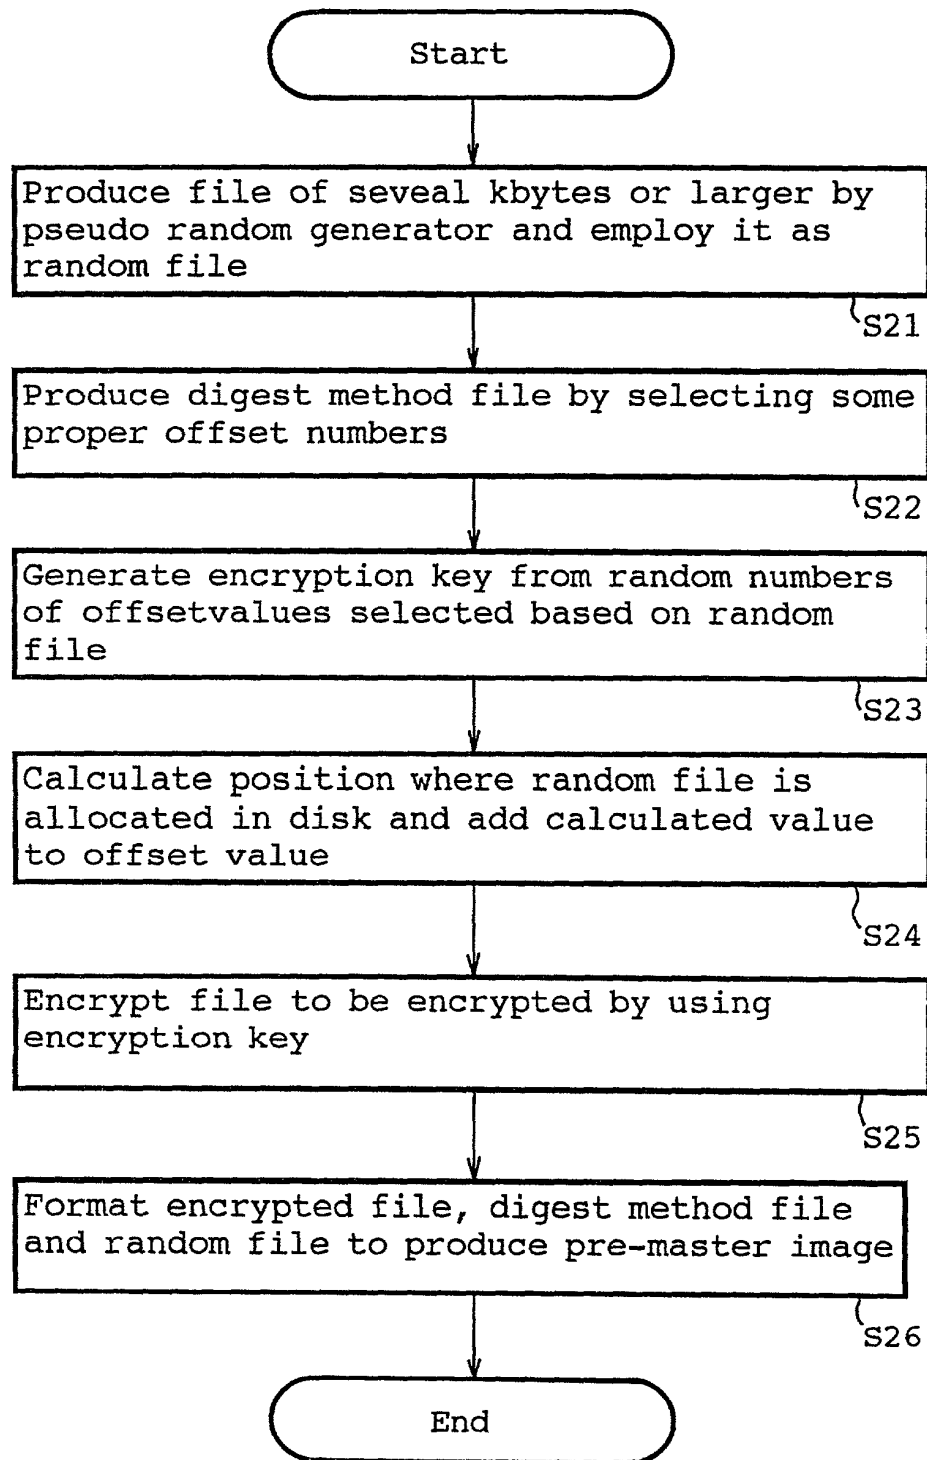 Start
Produce file of seveal kbytes or larger by
pseudo random generator and employ it as
random file
S21
Produce digest method file by selecting some
proper offset numbers
S22
Generate encryption key from random numbers
of offsetvalues selected based on random
file
S23
Calculate position where random file is
allocated in disk and add calculated value
to offset value
S24
Encrypt file to be encrypted by using
encryption key
S25
Format encrypted file, digest method file
and random file to produce pre-master image
S26
End